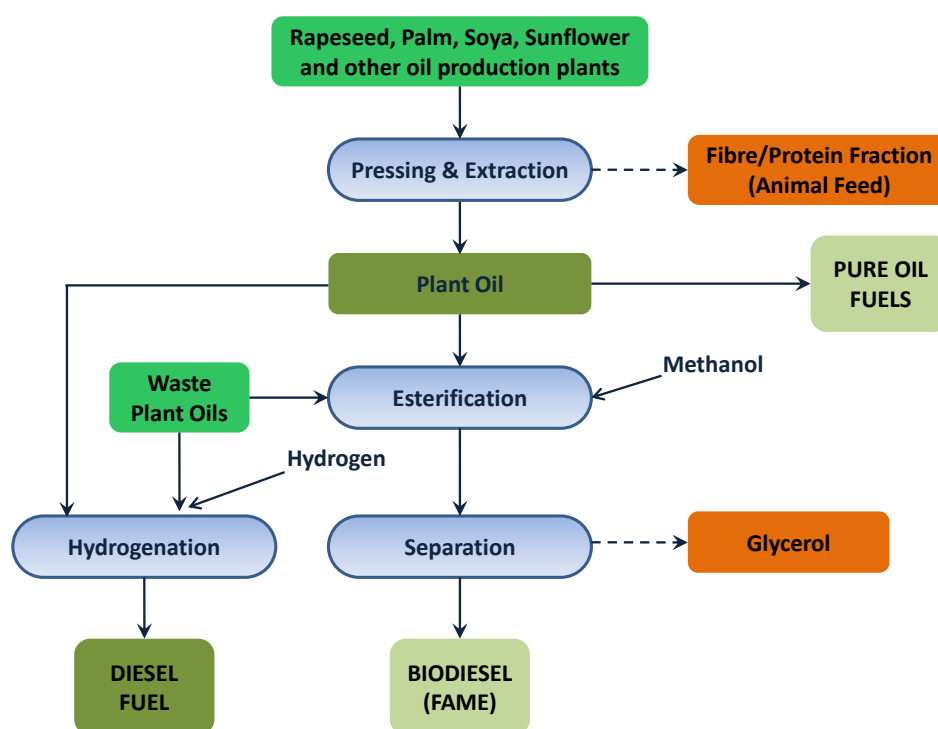 Rapeseed, Palm, Soya, Sunflower
and other oil production plants
Pressing & Extraction
Fibre/Protein Fraction
(Animal Feed)
Plant Oil
PURE OIL
FUELS
Methanol
Waste
Plant Oils
Esterification
Hydrogen
Hydrogenation
Separation
Glycerol
DIESEL
FUEL
BIODIESEL
(FAME)